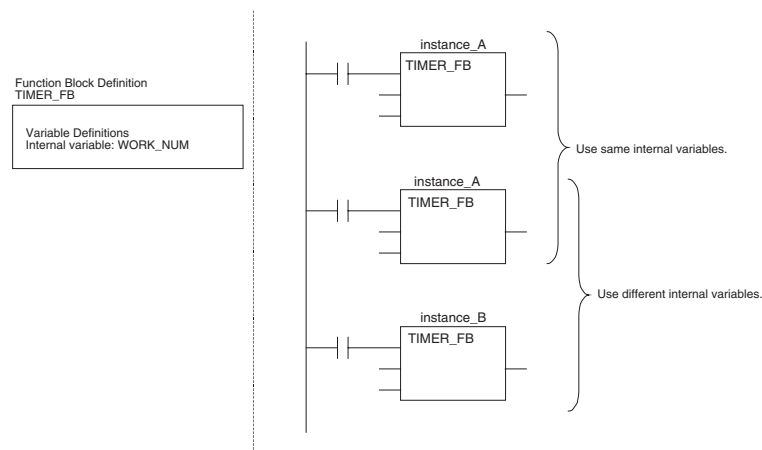 Function Block Definition
TIMER_FB
Variable Definitions
Internal variable: WORK_NUM
instance_A
TIMER_FB
Use same internal variables.
instance_A
TIMER_FB
Use different internal variables.
instance_B
TIMER_FB